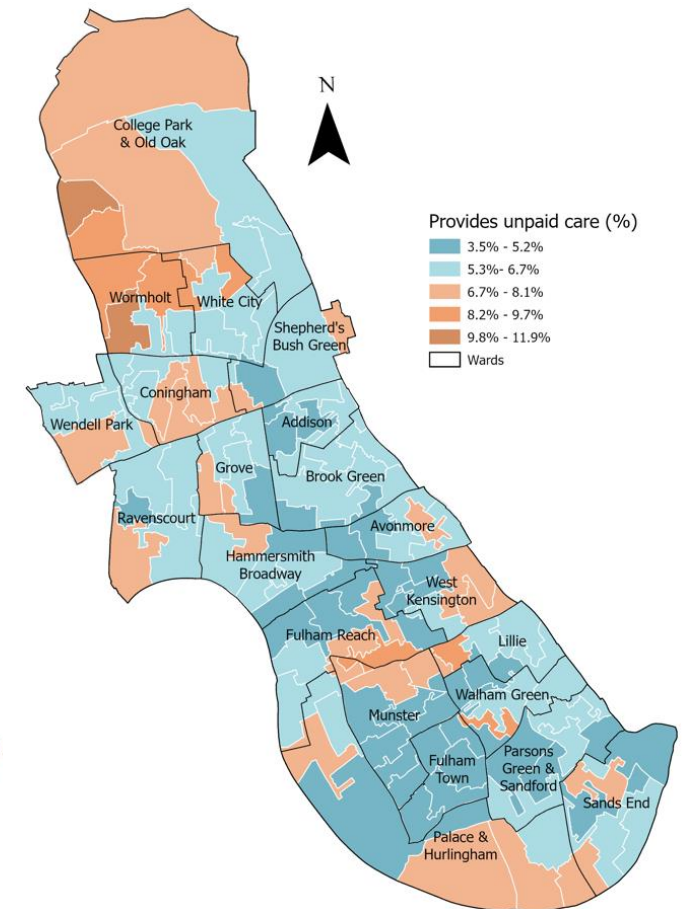 N
College Park
& Old Oak
Provides unpaid care (%)
3.5% - 5.2%
5.3%- 6.7%
6.7% - 8.1%
8.2% - 9.7%
9.8% - 11.9%
Wards
Wormholt
White City
Shepherd's
Bush Green
Coningham
Wendell Park
Addison
Grove
Brook Green
Ravenscourt
Avonmore
Hammersmith
Broadway
West
Kensington
Fulham Reach
Lillie
Walham Green
Munster
Fulham
Town
Parsons
Green &
Sandford
Sands End
Palace &
Hurlingham